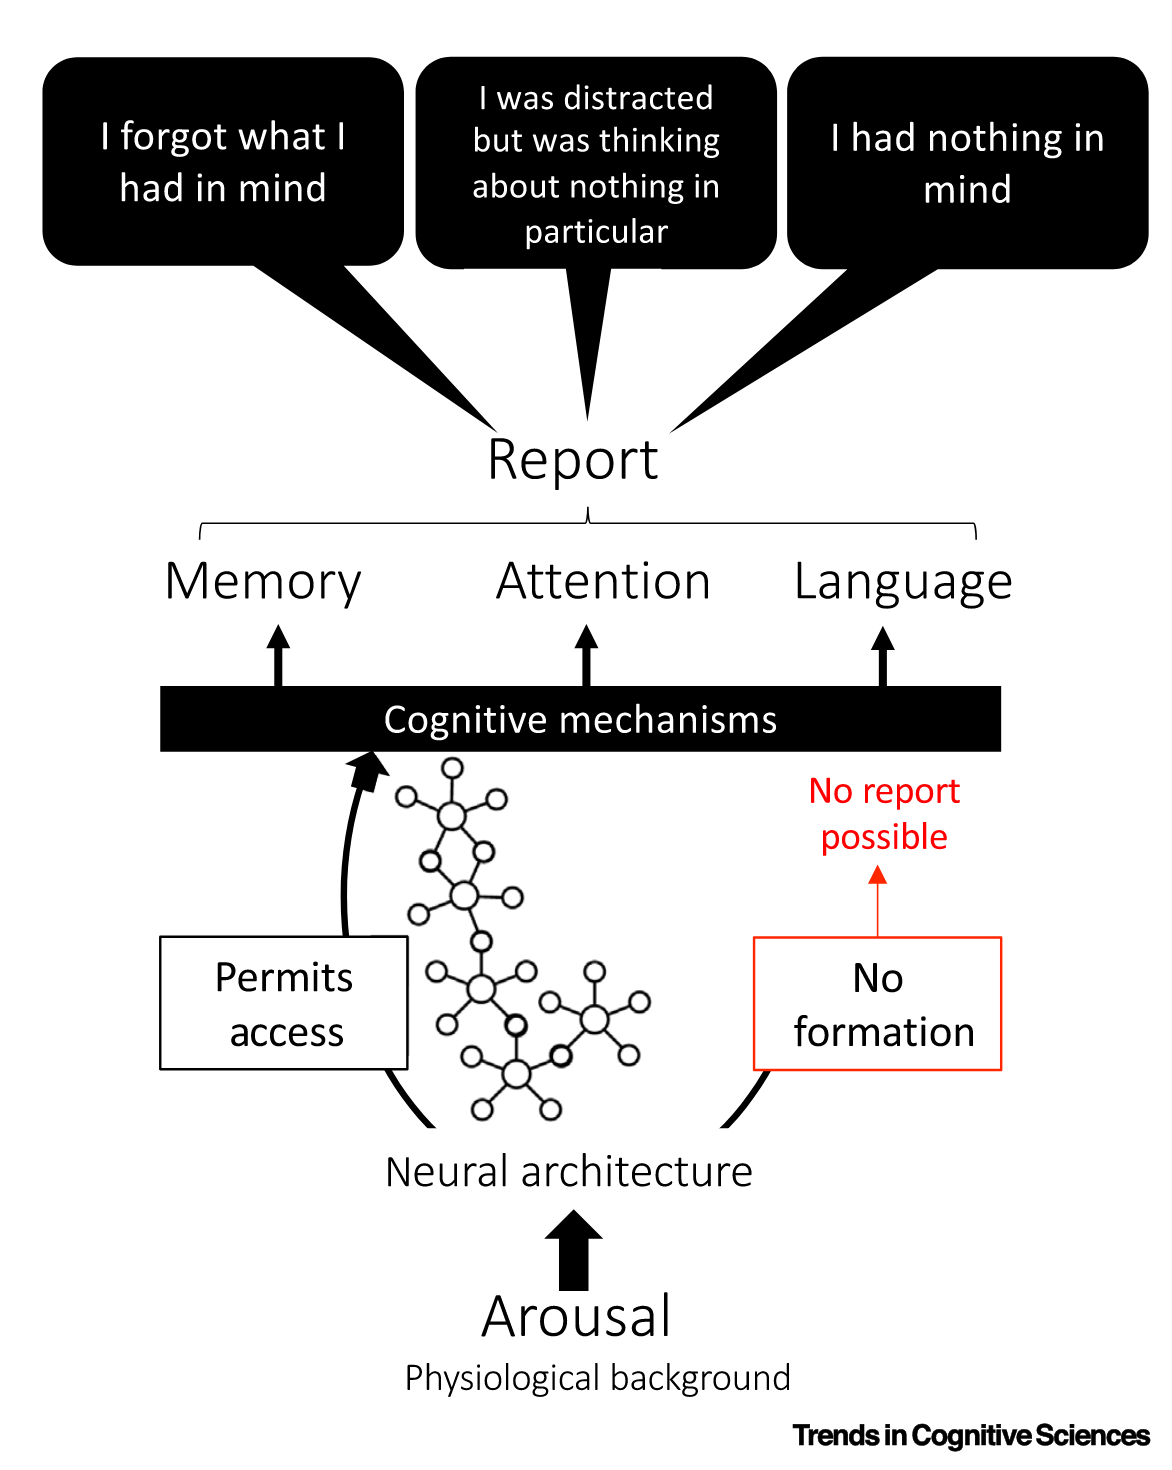 I forgot what I
had in mind
I was distracted
but was thinking
about nothing in
particular
I had nothing in
mind
Report
Memory
Attention
Language
Cognitive mechanisms
No report
possible
Permits
access
No
formation
Neural architecture
Arousal
Physiological background
Trends in Cognitive Sciences